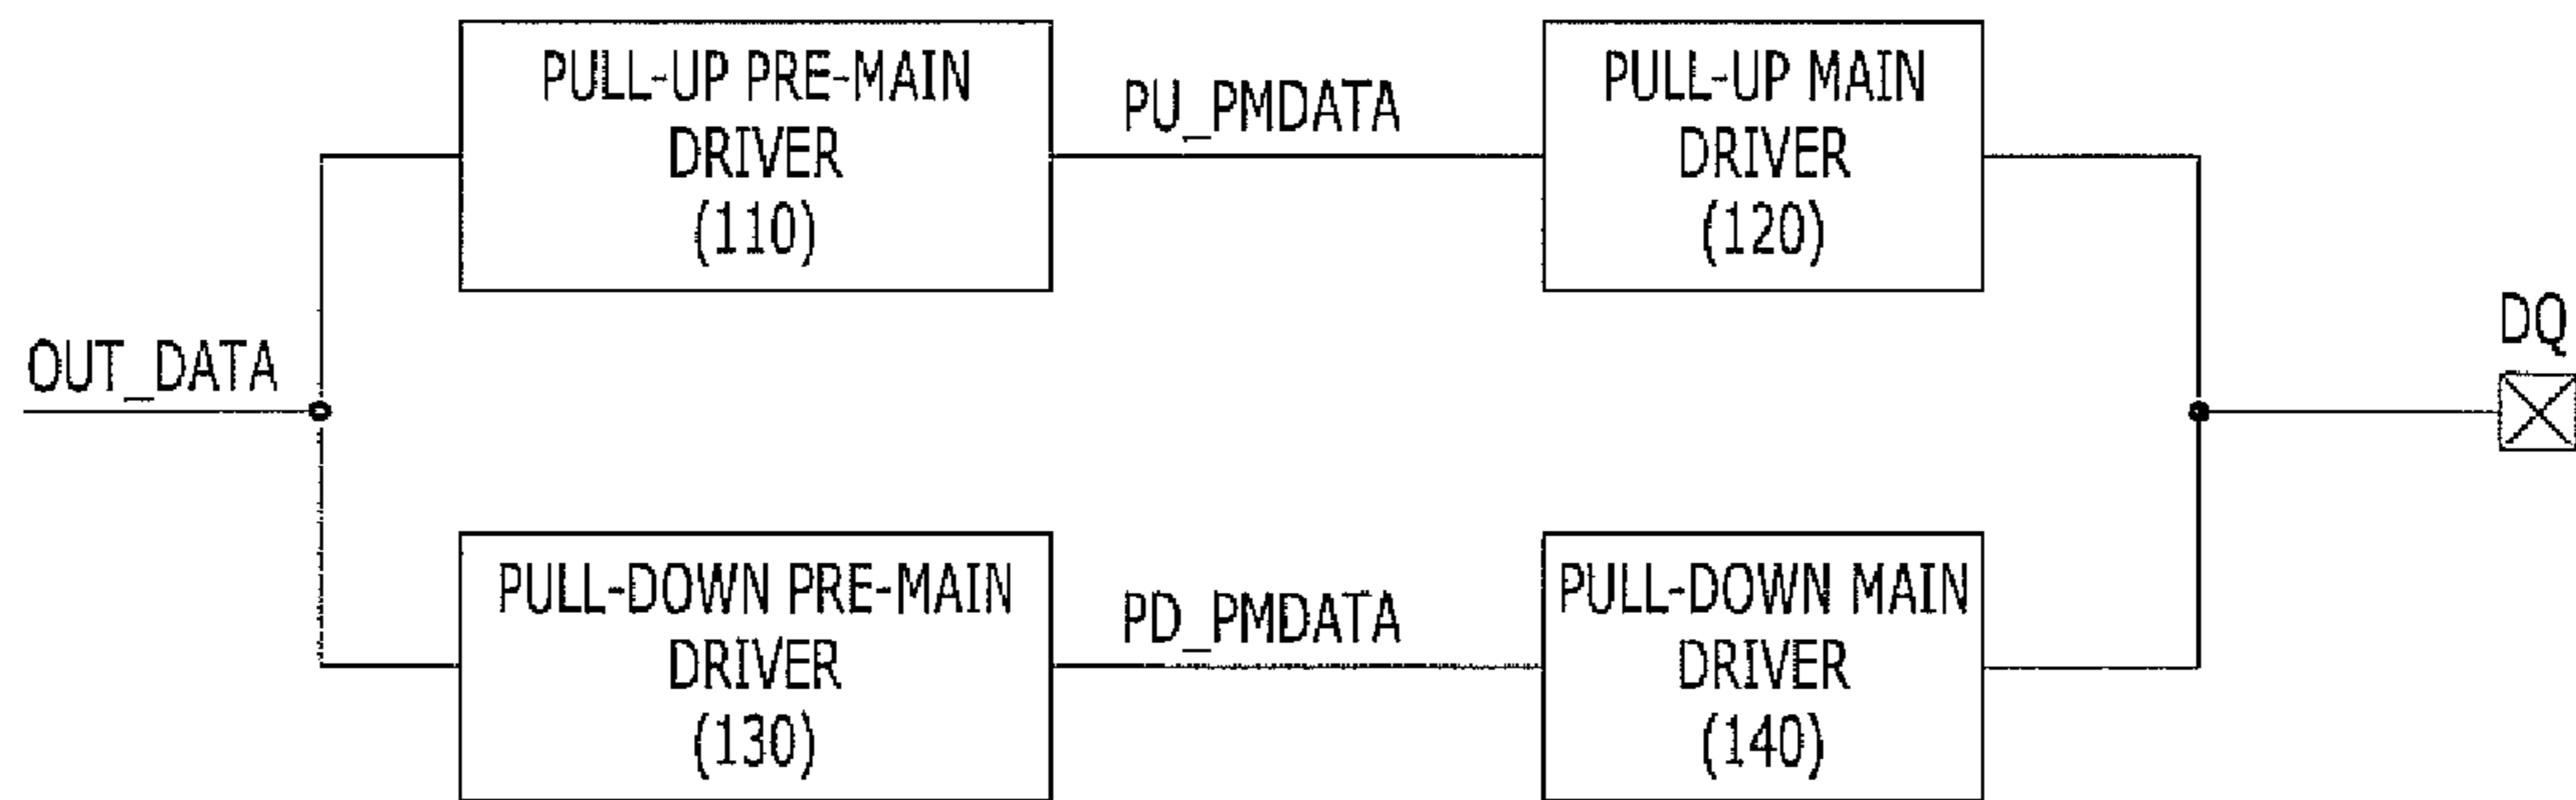 PULL-UP PRE-MAIN
DRIVER
(110)
PU_PMDATA
PULL-UP MAIN
DRIVER
(120)
OUT_DATA
DQ
PULL-DOWN PRE-MAIN
DRIVER
(130)
PD_PMDATA
PULL-DOWN MAIN
DRIVER
(140)